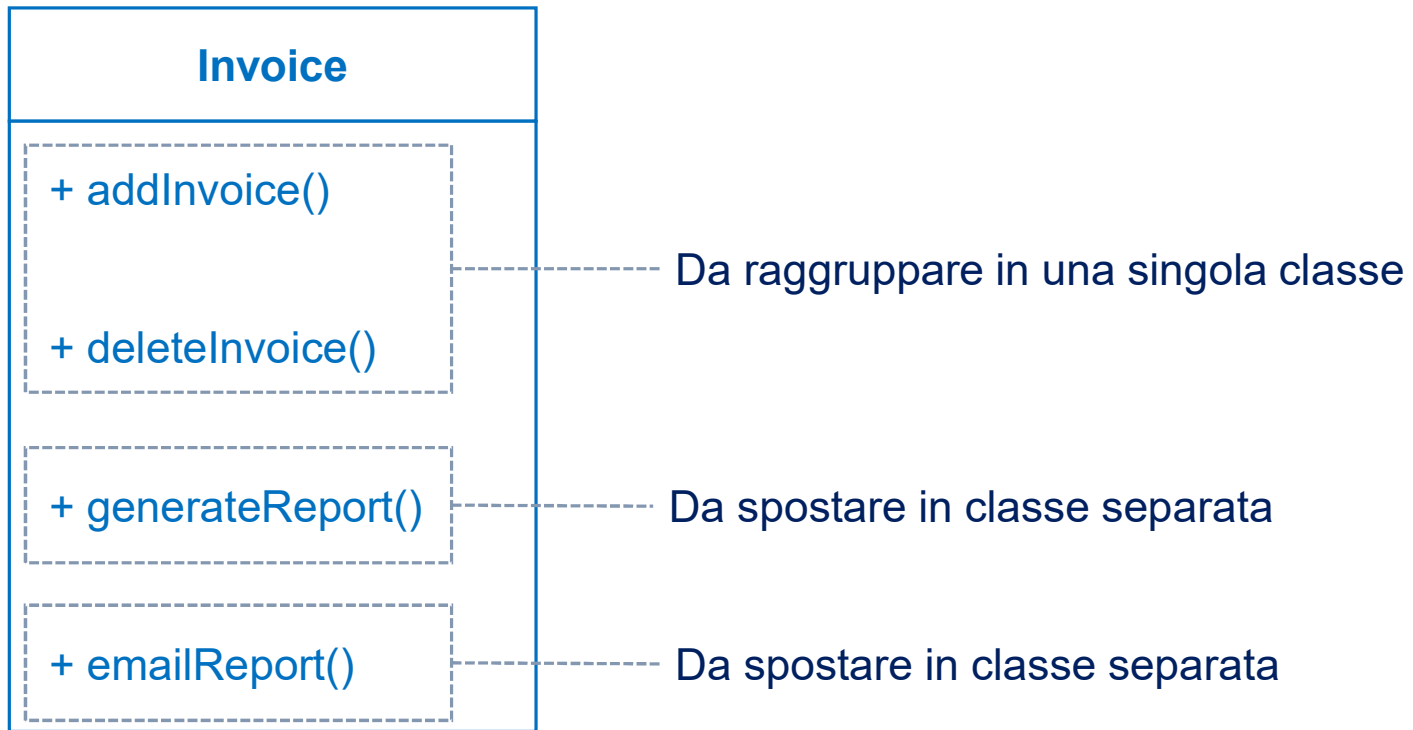 Invoice
+ addInvoice()
Da raggruppare in una singola classe
+ deleteInvoice()
+ generateReport()
Da spostare in classe separata
+ emailReport()
Da spostare in classe separata